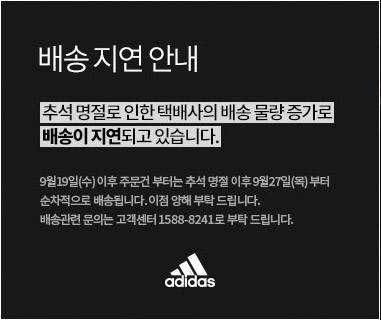 배송 지연 안내
추석 명절로 인한 택배사의 배송 물량 증가로
배송이 지연되고 있습니다.
9월19일(수) 이후 주문건 부터는 추석 명절 이후 9월27일(목) 부터
순차적으로 배송됩니다. 이점 양해 부탁 드립니다.
배송관련 문의는 고객센터 1588-8241로 부탁 드립니다.
adidas